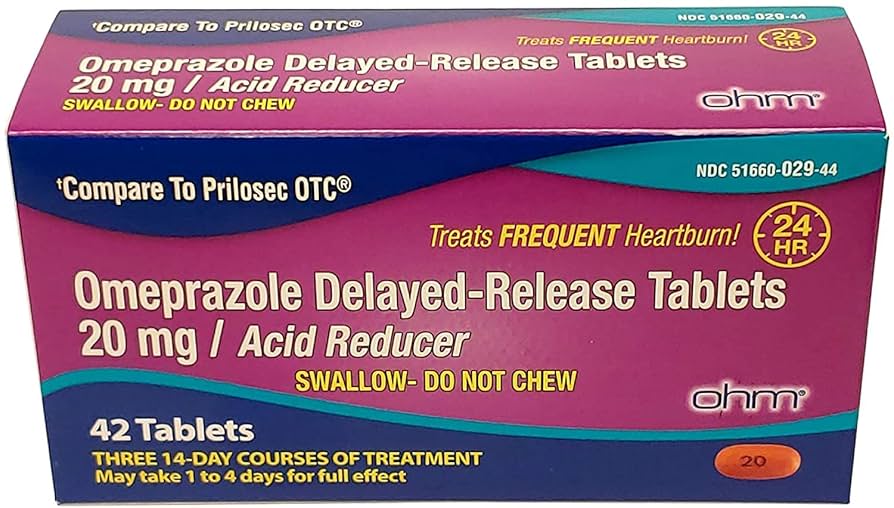 †Compare To Prilosec OTC®
NDC 51660-029-44
Treats FREQUENT Heartburn!
24
HR
Omeprazole Delayed-Release Tablets
20 mg / Acid Reducer
SWALLOW- DO NOT CHEW
ohm®
†Compare To Prilosec OTC®
NDC 51660-029-44
Treats FREQUENT Heartburn!
24
HR
Omeprazole Delayed-Release Tablets
20 mg / Acid Reducer
SWALLOW- DO NOT CHEW
ohm®
42 Tablets
THREE 14-DAY COURSES OF TREATMENT
May take 1 to 4 days for full effect
20